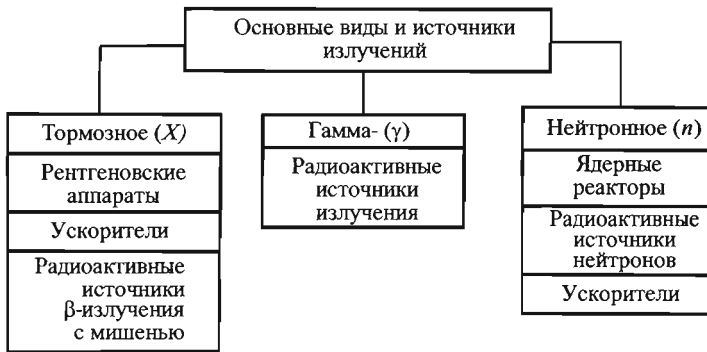 Основные виды и источники
излучений
Тормозное (X)
Рентгеновские
аппараты
Ускорители
Радиоактивные
источники
β-излучения
с мишенью
Гамма- (γ)
Радиоактивные
источники
излучения
Нейтронное (n)
Ядерные
реакторы
Радиоактивные
источники
нейтронов
Ускорители